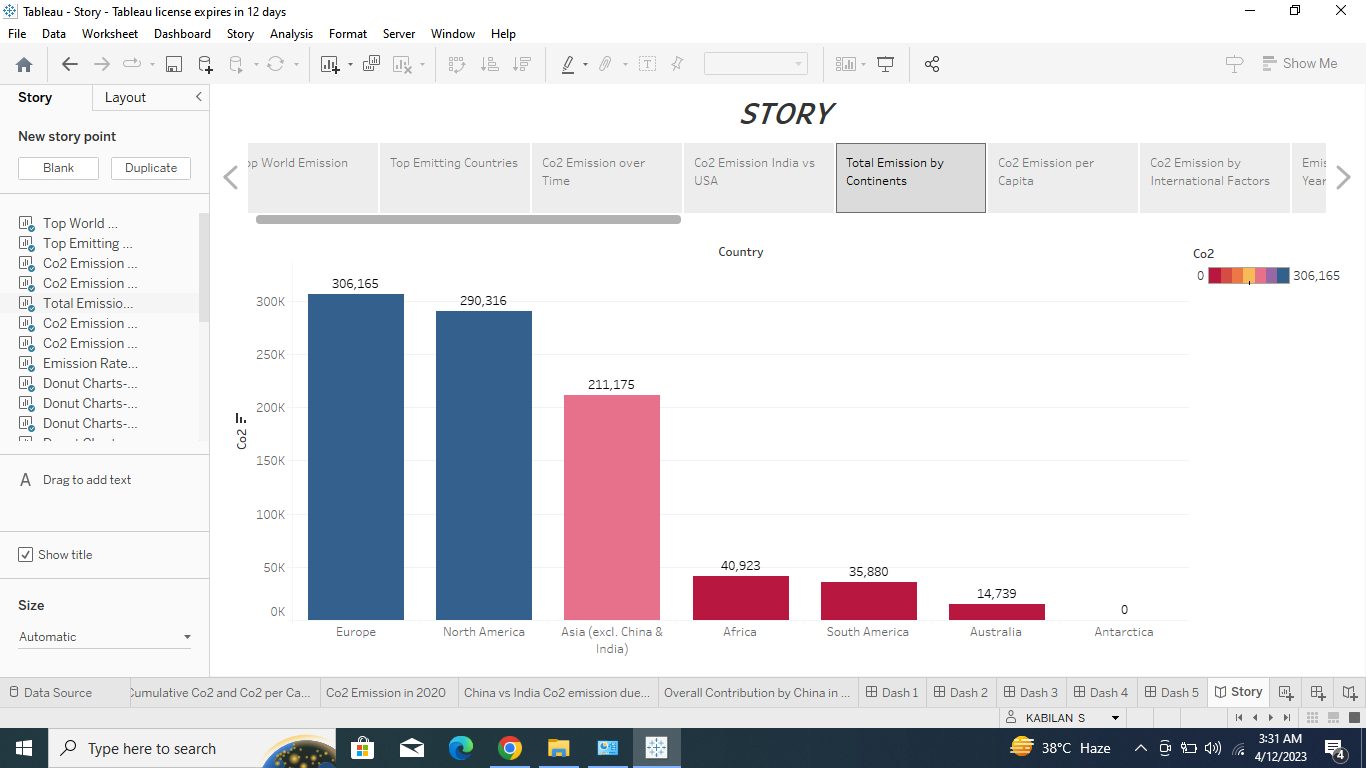 Tableau - Story - Tableau license expires in 12 days
File Data Worksheet Dashboard Story Analysis Format Server Window Help
Show Me
Story Layout
New story point
Blank Duplicate
Top World ...
Top Emitting ...
Co2 Emission ...
Co2 Emission ...
Total Emissio...
Co2 Emission ...
Co2 Emission ...
Emission Rate...
Donut Charts-...
Donut Charts-...
Donut Charts-...
A Drag to add text
Show title
Size
Automatic
STORY
op World Emission
Top Emitting Countries
Co2 Emission over
Time
Co2 Emission India vs
USA
Total Emission by
Continents
Co2 Emission per
Capita
Co2 Emission by
International Factors
Emis
Year
Country
Co2
0 306,165
Co2
300K
250K
200K
150K
100K
50K
0K
306,165
290,316
211,175
40,923
35,880
14,739
0
Europe
North America
Asia (excl. China &
India)
Africa
South America
Australia
Antarctica
Data Source Cumulative Co2 and Co2 per Ca... Co2 Emission in 2020 China vs India Co2 emission due... Overall Contribution by China in ... Dash 1 Dash 2 Dash 3 Dash 4 Dash 5 Story
KABILAN S
Type here to search
38°C Haze
3:31 AM
4/12/2023
4